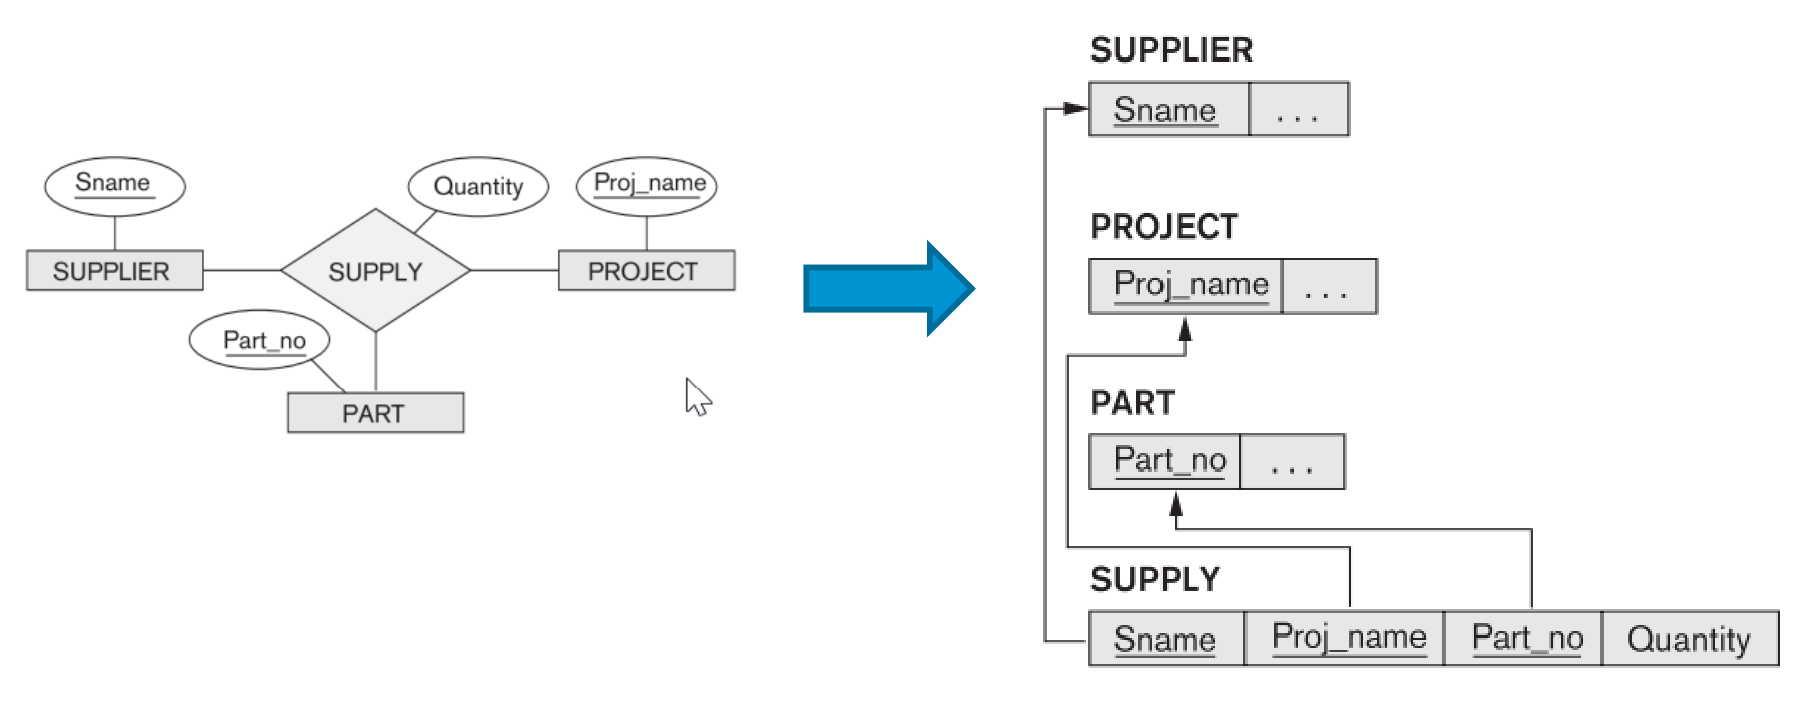 Sname
Quantity
Proj_name
SUPPLIER
SUPPLY
PROJECT
Part_no
PART
SUPPLIER
Sname ...
PROJECT
Proj_name ...
PART
Part_no ...
SUPPLY
Sname Proj_name Part_no Quantity